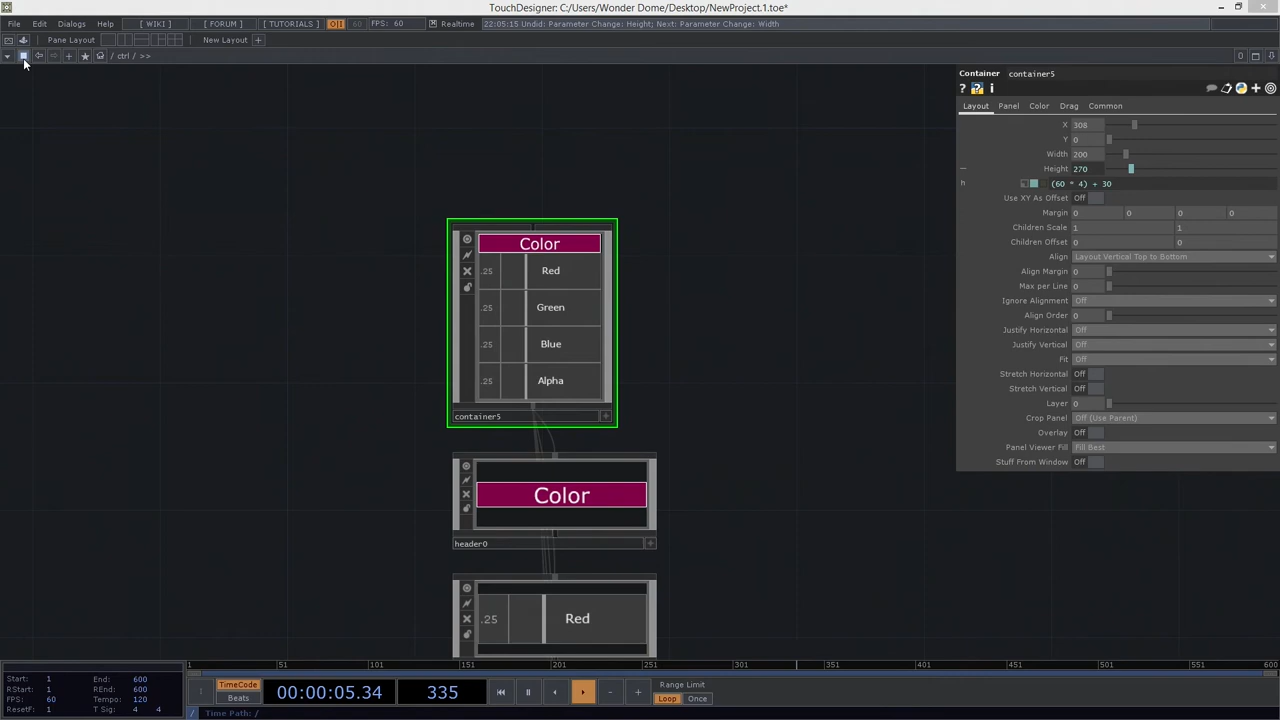 TouchDesigner: C:/Users/Wonder Dome/Desktop/NewProject.1.toe*
File Edit Dialogs Help [ WIKI ] [ FORUM ] [ TUTORIALS ] O|I 60 FPS: 60 Realtime 22:05:15 Undid: Parameter Change: Height; Next: Parameter Change: Width
Pane Layout New Layout +
/ ctrl / >>
Container container5
Layout Panel Color Drag Common
X 308
Y 0
Width 200
Height 270
h (60 * 4) + 30
Use XY As Offset Off
Margin 0 0 0 0
Children Scale 1 1
Children Offset 0 0
Align Layout Vertical Top to Bottom
Align Margin 0
Max per Line 0
Ignore Alignment Off
Align Order 0
Justify Horizontal Off
Justify Vertical Off
Fit Off
Stretch Horizontal Off
Stretch Vertical Off
Layer 0
Crop Panel Off (Use Parent)
Overlay Off
Panel Viewer Fill Fill Best
Stuff From Window Off
Color
.25 Red
.25 Green
.25 Blue
.25 Alpha
container5
Color
header0
.25 Red
1 51 101 151 201 251 301 351 401 451 501 551 600
Start: 1 End: 600
RStart: 1 REnd: 600
FPS: 60 Tempo: 120
ResetF: 1 T Sig: 4 4
TimeCode
Beats
00:00:05.34
335
Range Limit
Loop Once
/ Time Path: /